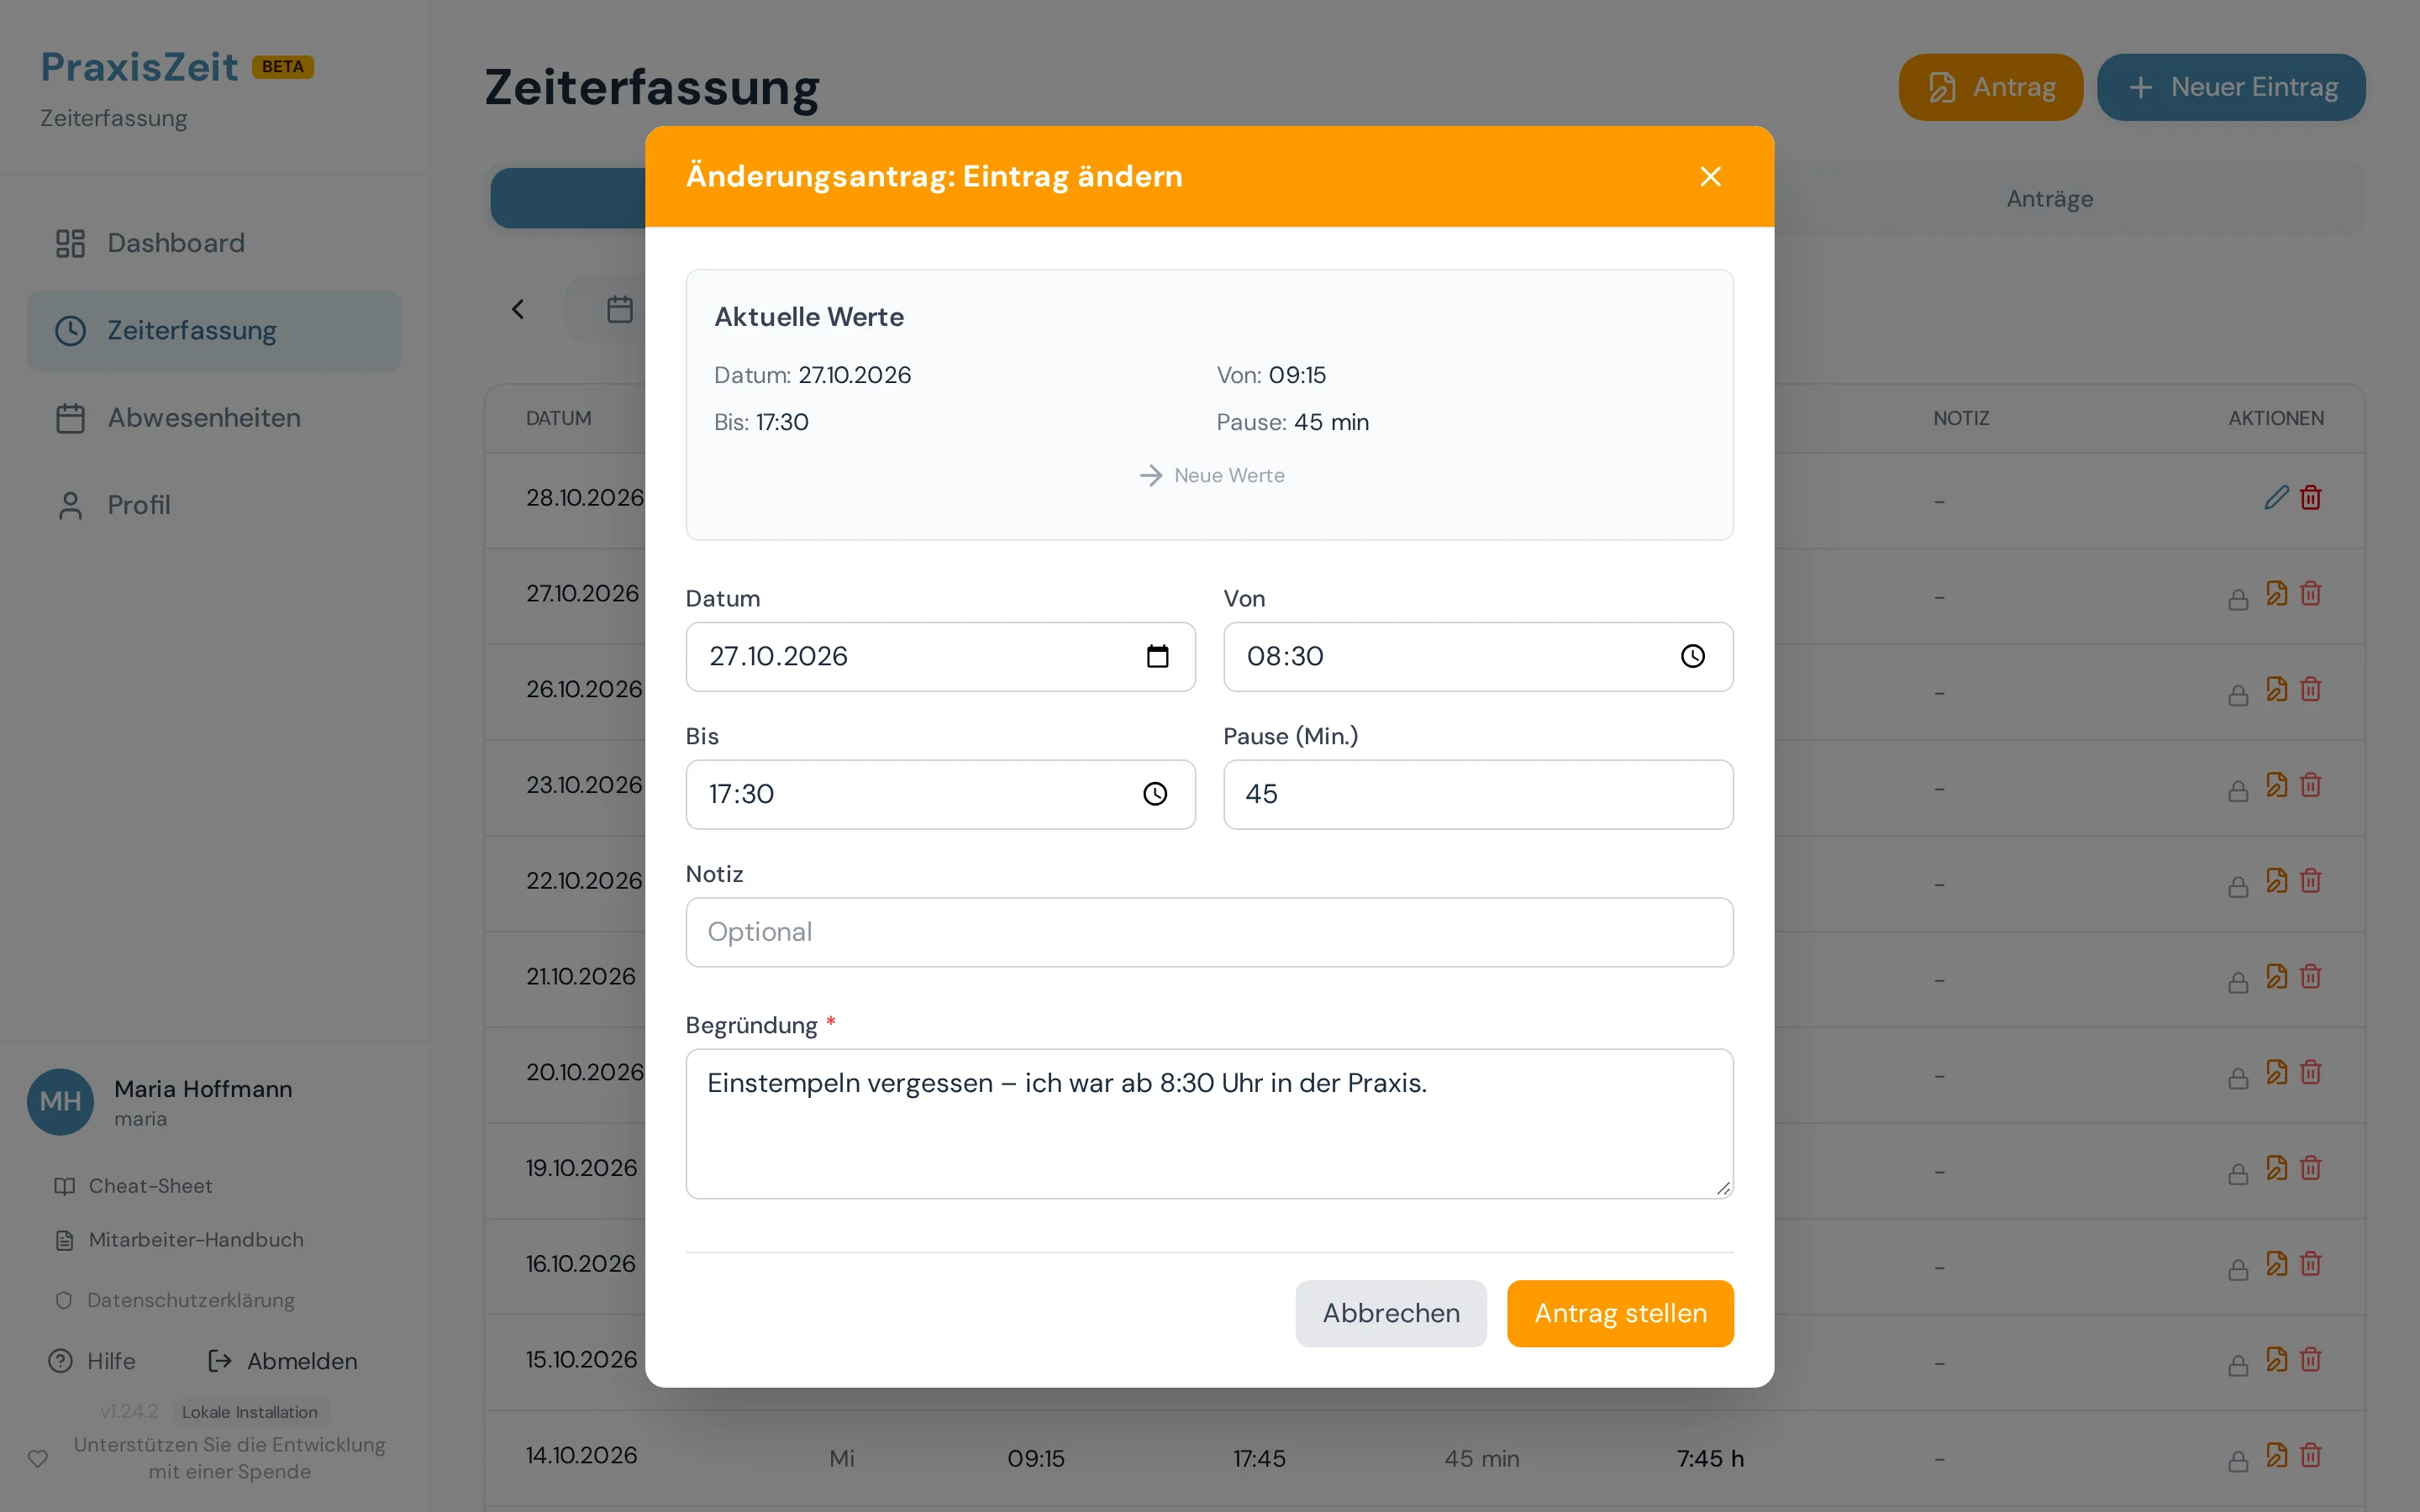 PraxisZeit BETA
Zeiterfassung
Dashboard
Zeiterfassung
Abwesenheiten
Profil
MH Maria Hoffmann
maria
Cheat-Sheet
Mitarbeiter-Handbuch
Datenschutzerklärung
Hilfe Abmelden
v1.24.2 Lokale Installation
Unterstützen Sie die Entwicklung
mit einer Spende
Zeiterfassung
Antrag Neuer Eintrag
Anträge
DATUM NOTIZ AKTIONEN
28.10.2026 –
27.10.2026 –
26.10.2026 –
23.10.2026 –
22.10.2026 –
21.10.2026 –
20.10.2026 –
19.10.2026 –
16.10.2026 –
15.10.2026 –
14.10.2026 Mi 09:15 17:45 45 min 7:45 h –
Änderungsantrag: Eintrag ändern
Aktuelle Werte
Datum: 27.10.2026 Von: 09:15
Bis: 17:30 Pause: 45 min
Neue Werte
Datum Von
27.10.2026 08:30
Bis Pause (Min.)
17:30 45
Notiz
Optional
Begründung *
Einstempeln vergessen – ich war ab 8:30 Uhr in der Praxis.
Abbrechen Antrag stellen